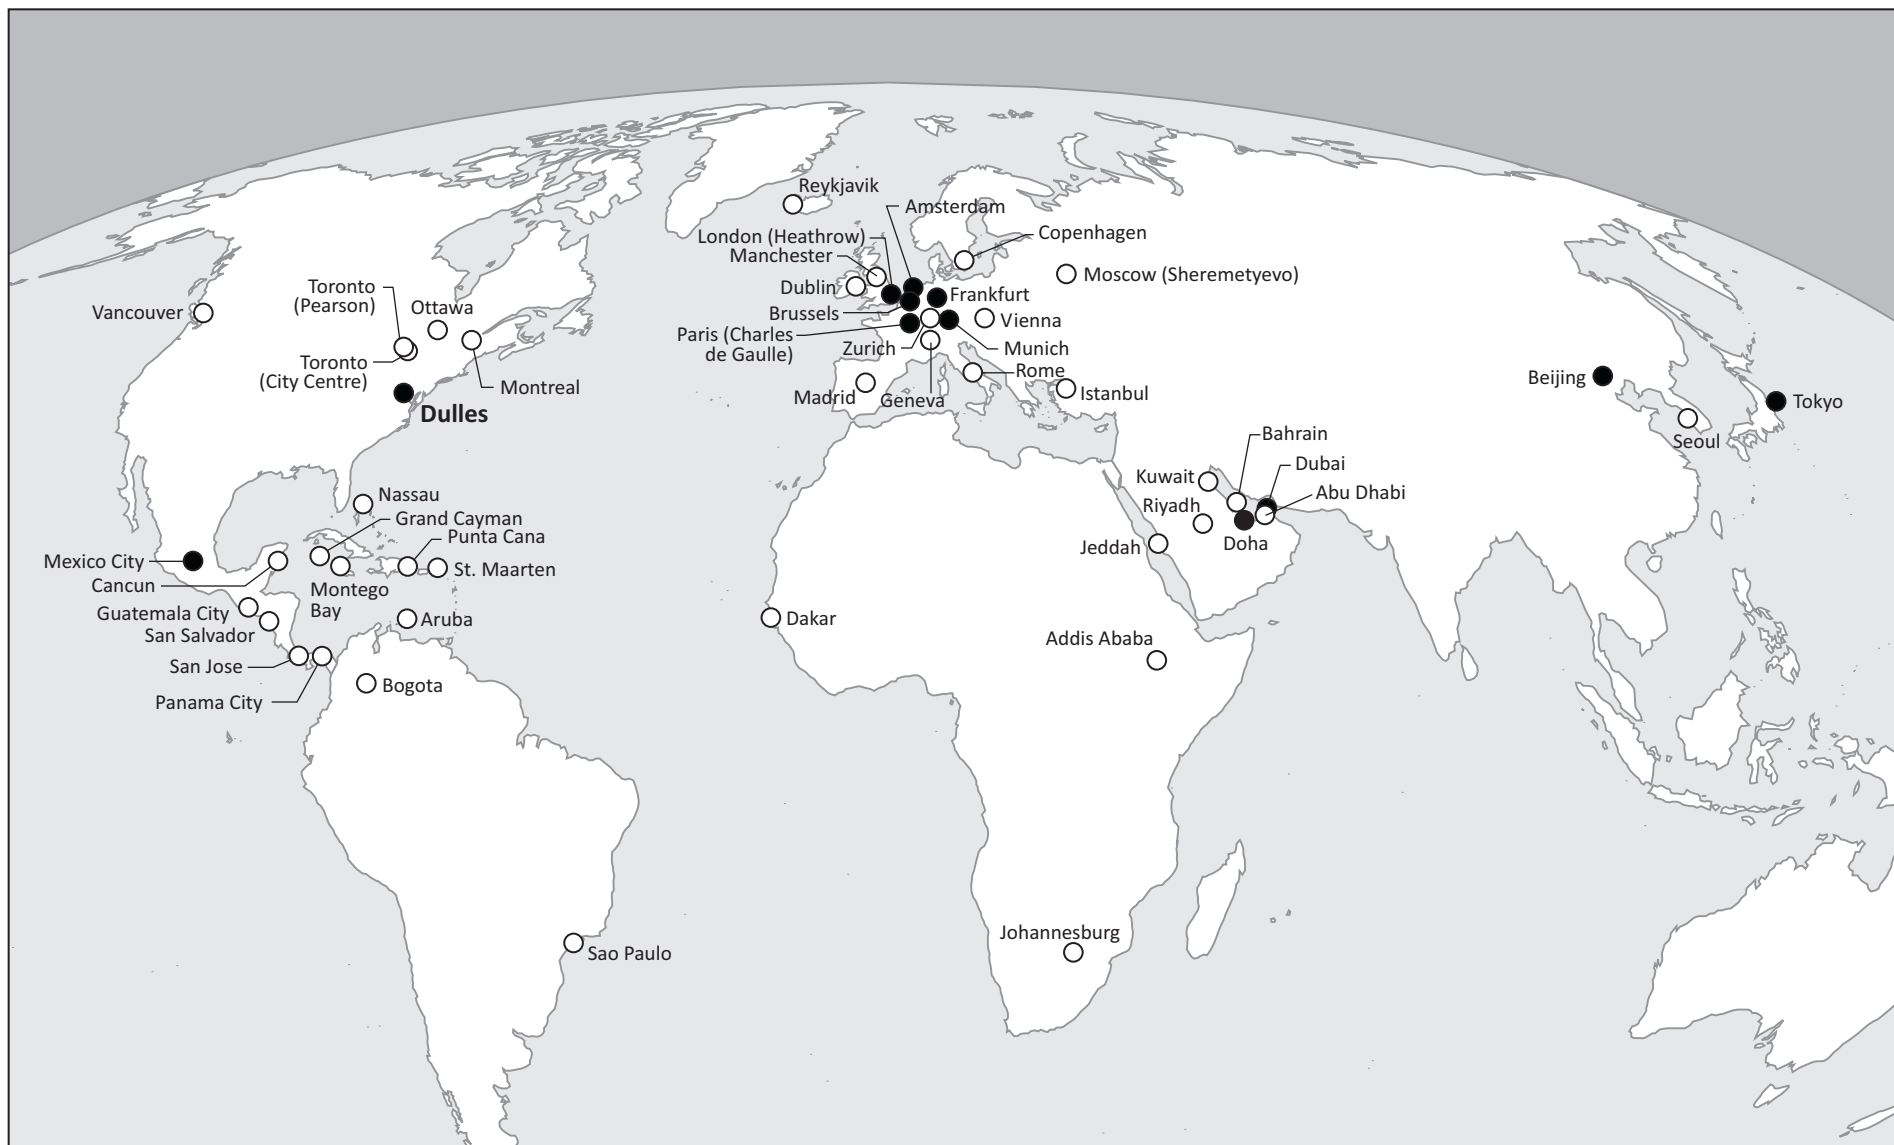 Reykjavik
Amsterdam
London (Heathrow)
Manchester
Copenhagen
Moscow (Sheremetyevo)
Dublin
Toronto
(Pearson)
Ottawa
Vancouver
Frankfurt
Brussels
Vienna
Paris (Charles
de Gaulle)
Zurich
Munich
Toronto
(City Centre)
Rome
Montreal
Madrid
Geneva
Istanbul
Beijing
Tokyo
Dulles
Seoul
Bahrain
Dubai
Kuwait
Abu Dhabi
Nassau
Riyadh
Grand Cayman
Punta Cana
Doha
Jeddah
Mexico City
St. Maarten
Cancun
Montego
Bay
Guatemala City
Aruba
Dakar
San Salvador
Addis Ababa
San Jose
Bogota
Panama City
Johannesburg
Sao Paulo